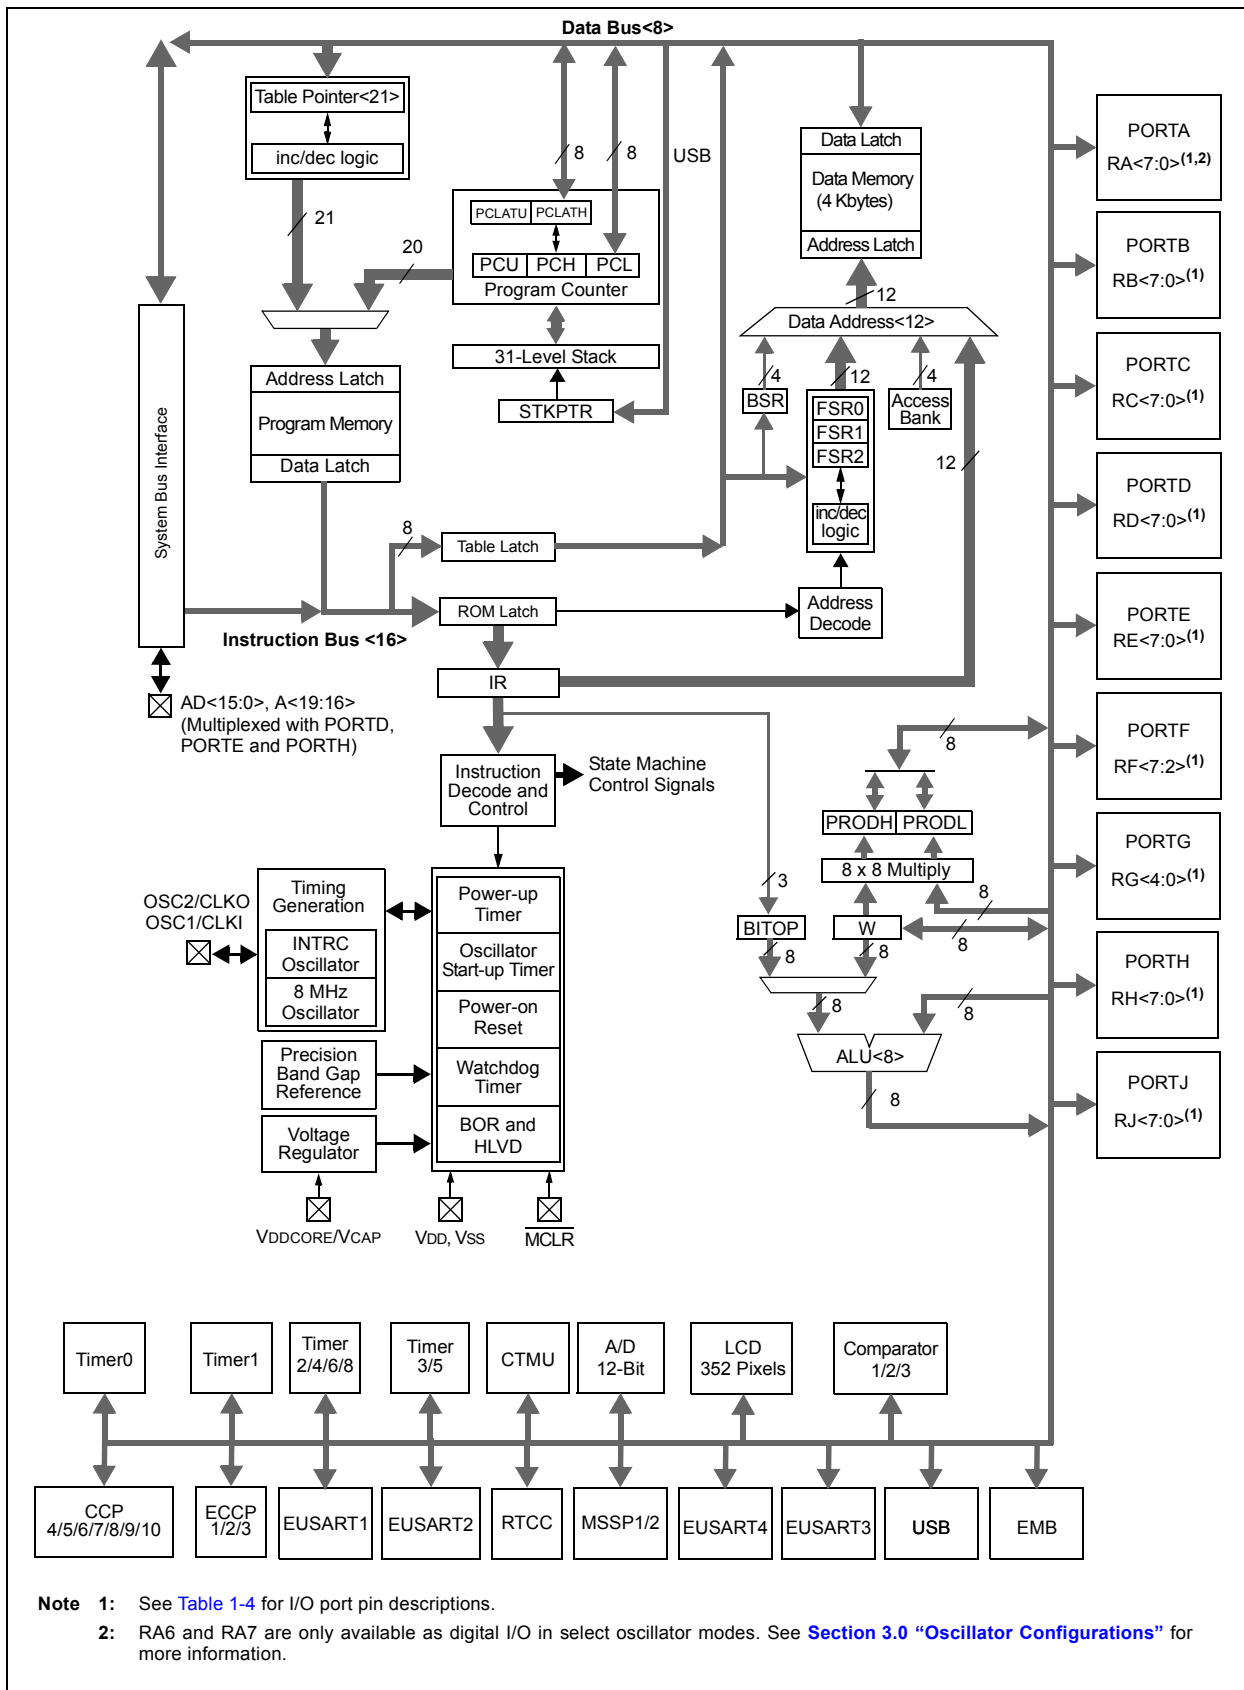 Data Bus<8>
Table Pointer<21>
inc/dec logic
21
20
8
8
USB
PCLATU PCLATH
PCU PCH PCL
Program Counter
31-Level Stack
STKPTR
Address Latch
Program Memory
Data Latch
System Bus Interface
Data Latch
Data Memory
(4 Kbytes)
Address Latch
12
Data Address<12>
4
12
4
BSR
FSR0
FSR1
FSR2
inc/dec
logic
Access
Bank
12
8
Table Latch
ROM Latch
Address
Decode
Instruction Bus <16>
IR
AD<15:0>, A<19:16>
(Multiplexed with PORTD,
PORTE and PORTH)
Instruction
Decode and
Control
State Machine
Control Signals
8
PRODH PRODL
8 x 8 Multiply
3
8
BITOP
W
8
8
8
8
8
ALU<8>
8
OSC2/CLKO
OSC1/CLKI
Timing
Generation
INTRC
Oscillator
8 MHz
Oscillator
Precision
Band Gap
Reference
Voltage
Regulator
Power-up
Timer
Oscillator
Start-up Timer
Power-on
Reset
Watchdog
Timer
BOR and
HLVD
VDDCORE/VCAP
VDD, VSS
MCLR
PORTA
RA<7:0>(1,2)
PORTB
RB<7:0>(1)
PORTC
RC<7:0>(1)
PORTD
RD<7:0>(1)
PORTE
RE<7:0>(1)
PORTF
RF<7:2>(1)
PORTG
RG<4:0>(1)
PORTH
RH<7:0>(1)
PORTJ
RJ<7:0>(1)
Timer0
Timer1
Timer
2/4/6/8
Timer
3/5
CTMU
A/D
12-Bit
LCD
352 Pixels
Comparator
1/2/3
CCP
4/5/6/7/8/9/10
ECCP
1/2/3
EUSART1
EUSART2
RTCC
MSSP1/2
EUSART4
EUSART3
USB
EMB
Note 1: See Table 1-4 for I/O port pin descriptions.
2: RA6 and RA7 are only available as digital I/O in select oscillator modes. See Section 3.0 “Oscillator Configurations” for
more information.